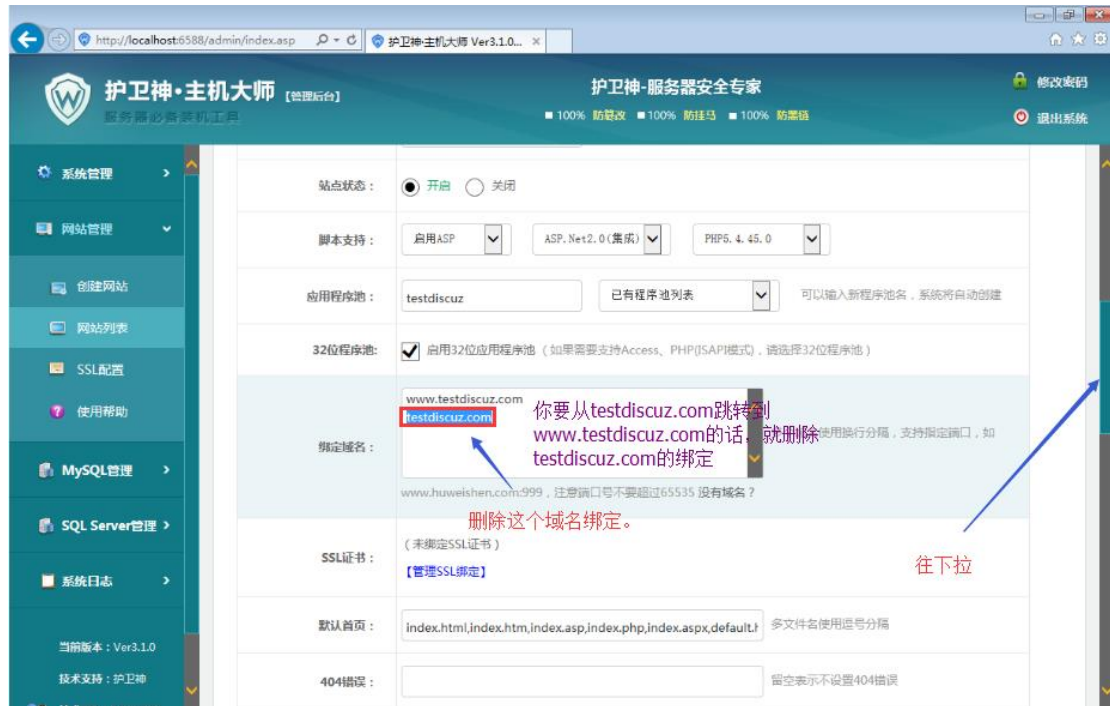 http://localhost:6588/admin/index.asp
护卫神·主机大师 Ver3.1.0...
护卫神·主机大师 【管理后台】
服务器必备装机工具
护卫神-服务器安全专家
100% 防篡改 100% 防挂马 100% 防黑链
修改密码
退出系统
系统管理
网站管理
创建网站
网站列表
SSL配置
使用帮助
MySQL管理
SQL Server管理
系统日志
当前版本：Ver3.1.0
技术支持：护卫神
站点状态： 开启 关闭
脚本支持： 启用ASP ASP.Net2.0(集成) PHP5.4.45.0
应用程序池： testdiscuz 已有程序池列表 可以输入新程序池名，系统将自动创建
32位程序池: 启用32位应用程序池（如果需要支持Access、PHP(ISAPI模式)，请选择32位程序池）
绑定域名：
www.testdiscuz.com
testdiscuz.com
你要从testdiscuz.com跳转到
www.testdiscuz.com的话，就删除
testdiscuz.com的绑定
使用换行分隔，支持指定端口，如
www.huweishen.com:999，注意端口号不要超过65535 没有域名？
删除这个域名绑定。
往下拉
SSL证书：
（未绑定SSL证书）
【管理SSL绑定】
默认首页： index.html,index.htm,index.asp,index.php,index.aspx,default.h 多文件名使用逗号分隔
404错误： 留空表示不设置404错误